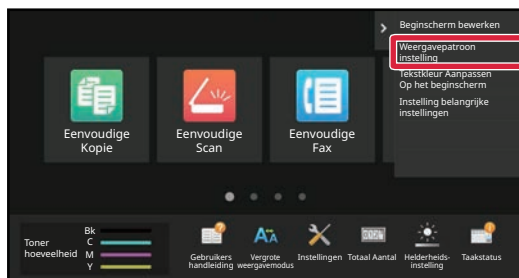 Beginscherm bewerken
Weergavepatroon
instelling
Tekstkleur Aanpassen
Op het beginscherm
Instelling belangrijke
instellingen
Eenvoudige
Kopie
Eenvoudige
Scan
Eenvoudige
Fax
Toner
hoeveelheid
Bk
C
M
Y
Gebruikers
handleiding
Vergrote
weergavemodus
Instellingen
Totaal Aantal
Helderheids-
instelling
Taakstatus